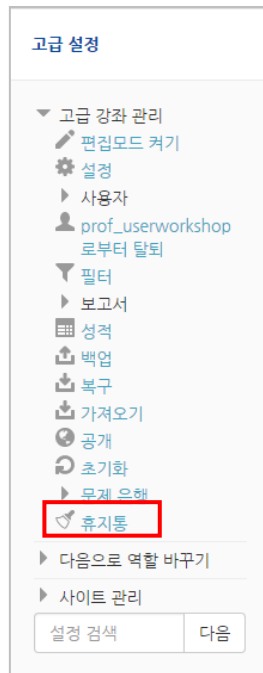 고급 설정
고급 강좌 관리
편집모드 켜기
설정
사용자
prof_userworkshop
로부터 탈퇴
필터
보고서
성적
백업
복구
가져오기
공개
초기화
문제 은행
휴지통
다음으로 역할 바꾸기
사이트 관리
설정 검색 다음